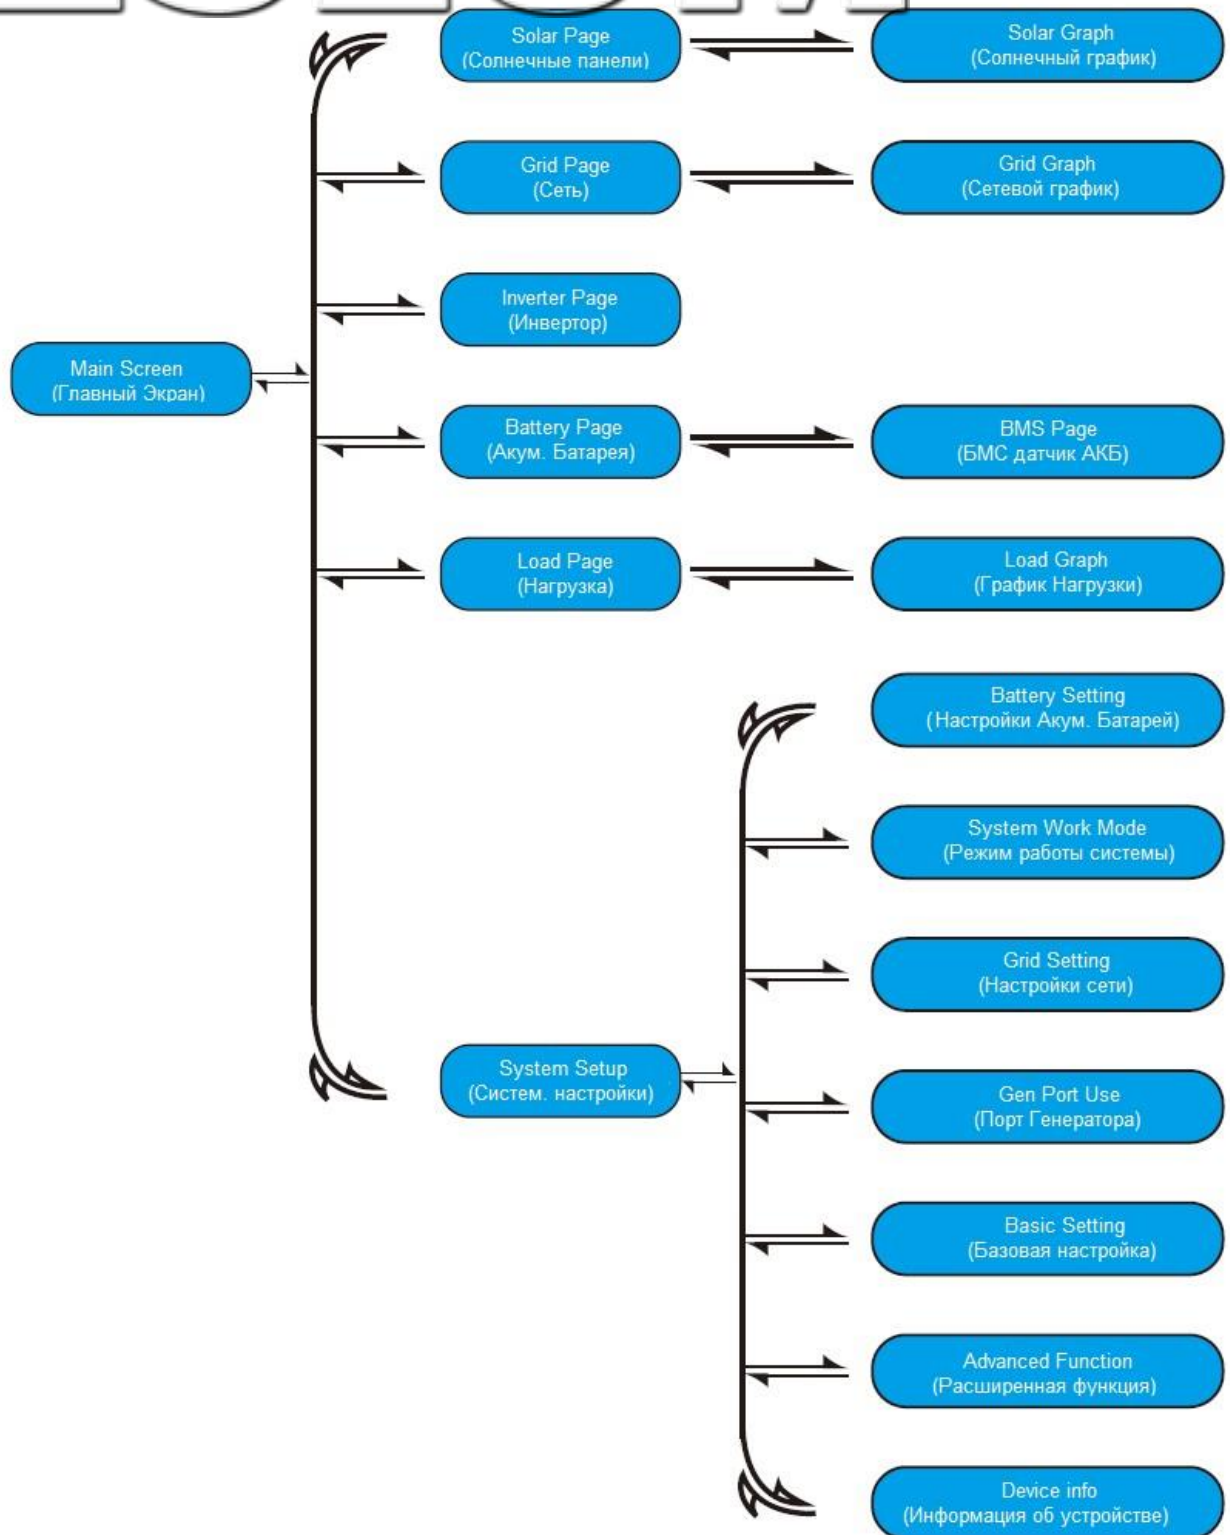 Solar Page
(Солнечные панели)
Solar Graph
(Солнечный график)
Grid Page
(Сеть)
Grid Graph
(Сетевой график)
Inverter Page
(Инвертор)
Main Screen
(Главный Экран)
Battery Page
(Акум. Батарея)
BMS Page
(БМС датчик АКБ)
Load Page
(Нагрузка)
Load Graph
(График Нагрузки)
Battery Setting
(Настройки Акум. Батарей)
System Work Mode
(Режим работы системы)
Grid Setting
(Настройки сети)
System Setup
(Систем. настройки)
Gen Port Use
(Порт Генератора)
Basic Setting
(Базовая настройка)
Advanced Function
(Расширенная функция)
Device info
(Информация об устройстве)